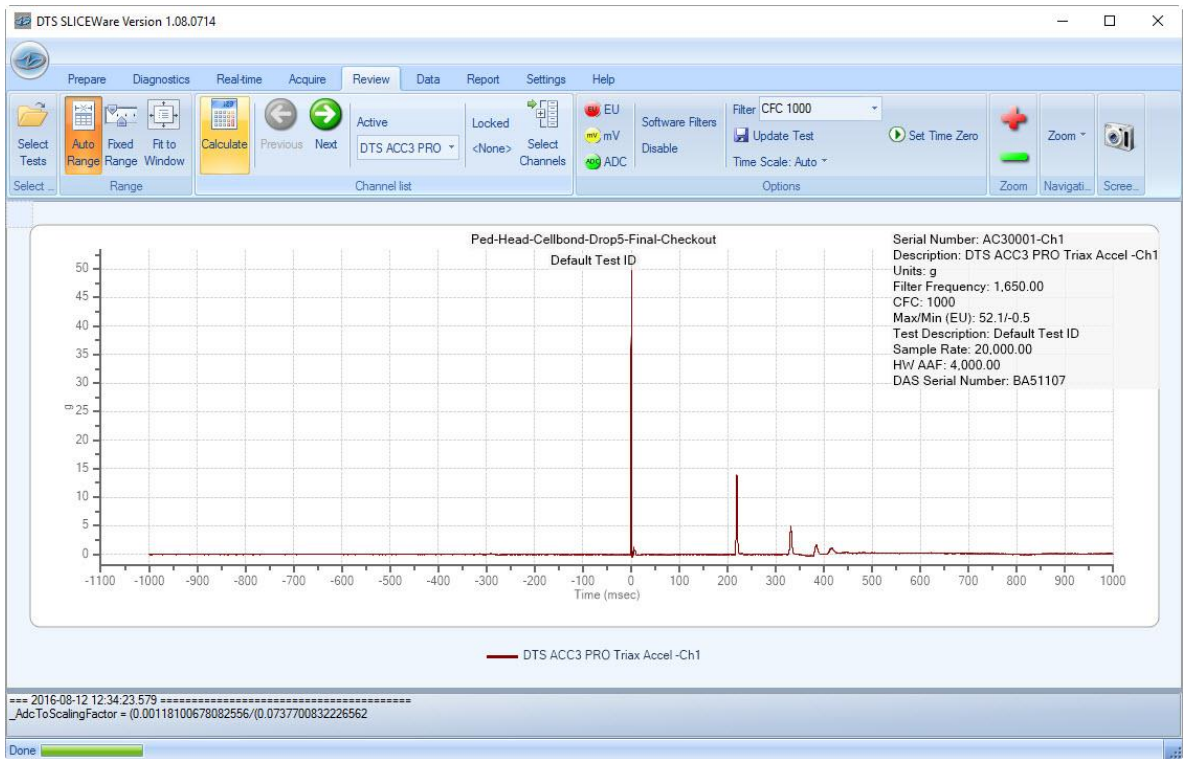 DTS SLICEWare Version 1.08.0714
Prepare Diagnostics Real-time Acquire Review Data Report Settings Help
Select Tests
Auto Range
Fixed Range
Fit to Window
Calculate
Previous
Next
Active
DTS ACC3 PRO
Locked
<None>
Select Channels
EU
mV
ADC
Software Filters
Disable
Filter CFC 1000
Update Test
Time Scale: Auto
Set Time Zero
Zoom
Select ... Range Channel list Options Zoom Navigati... Scree...
Ped-Head-Cellbond-Drop5-Final-Checkout
Default Test ID
Serial Number: AC30001-Ch1
Description: DTS ACC3 PRO Triax Accel -Ch1
Units: g
Filter Frequency: 1,650.00
CFC: 1000
Max/Min (EU): 52.1/-0.5
Test Description: Default Test ID
Sample Rate: 20,000.00
HW AAF: 4,000.00
DAS Serial Number: BA51107
50
45
40
35
30
g
25
20
15
10
5
0
-1100 -1000 -900 -800 -700 -600 -500 -400 -300 -200 -100 0 100 200 300 400 500 600 700 800 900 1000
Time (msec)
DTS ACC3 PRO Triax Accel -Ch1
=== 2016-08-12 12:34:23.579 ========================================
_AdcToScalingFactor = (0.00118100678082556/(0.0737700832226562
Done